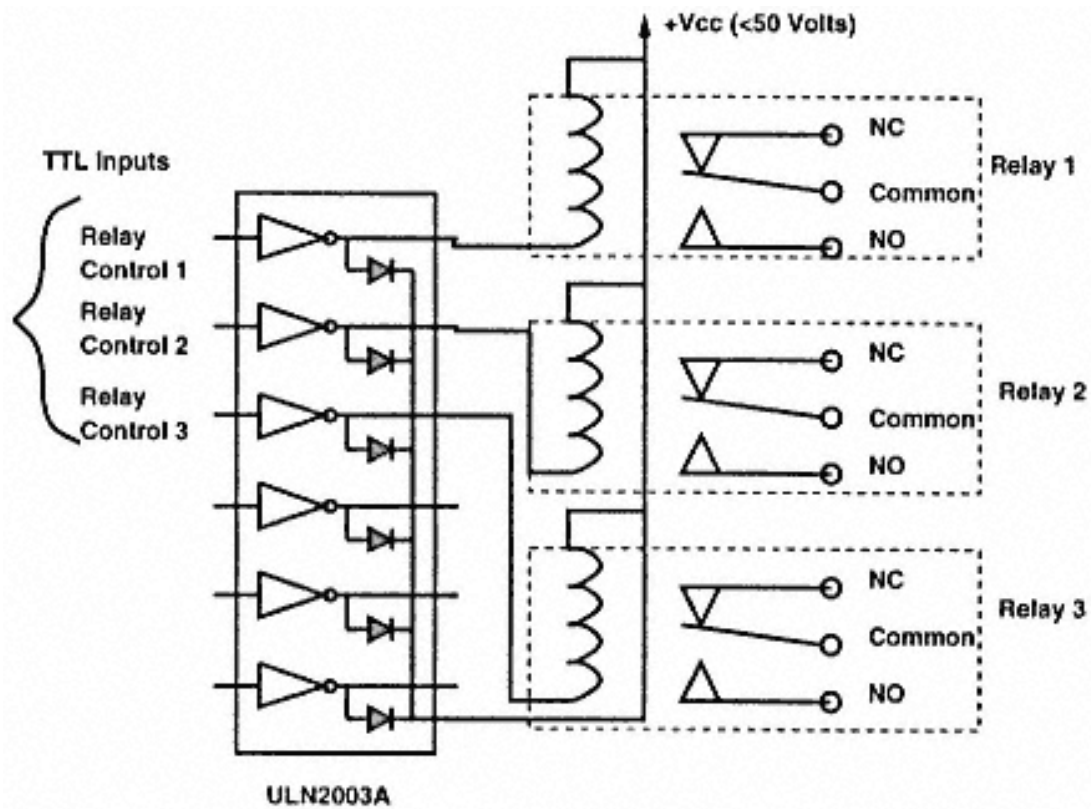 +Vcc (<50 Volts)
NC
TTL Inputs
Relay 1
Common
Relay
Control 1
NO
Relay
Control 2
NC
Relay 2
Relay
Control 3
Common
NO
NC
Relay 3
Common
NO
ULN2003A